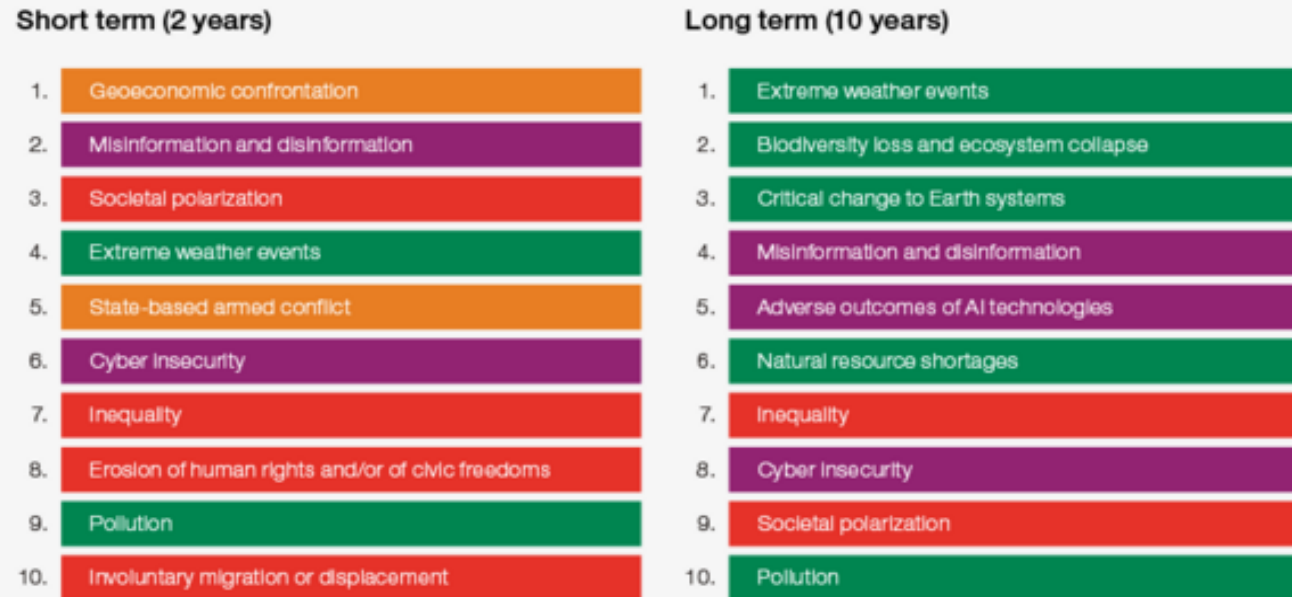 Short term (2 years)
1. Geoeconomic confrontation
2. Misinformation and disinformation
3. Societal polarization
4. Extreme weather events
5. State-based armed conflict
6. Cyber insecurity
7. Inequality
8. Erosion of human rights and/or of civic freedoms
9. Pollution
10. Involuntary migration or displacement
Long term (10 years)
1. Extreme weather events
2. Biodiversity loss and ecosystem collapse
3. Critical change to Earth systems
4. Misinformation and disinformation
5. Adverse outcomes of AI technologies
6. Natural resource shortages
7. Inequality
8. Cyber insecurity
9. Societal polarization
10. Pollution